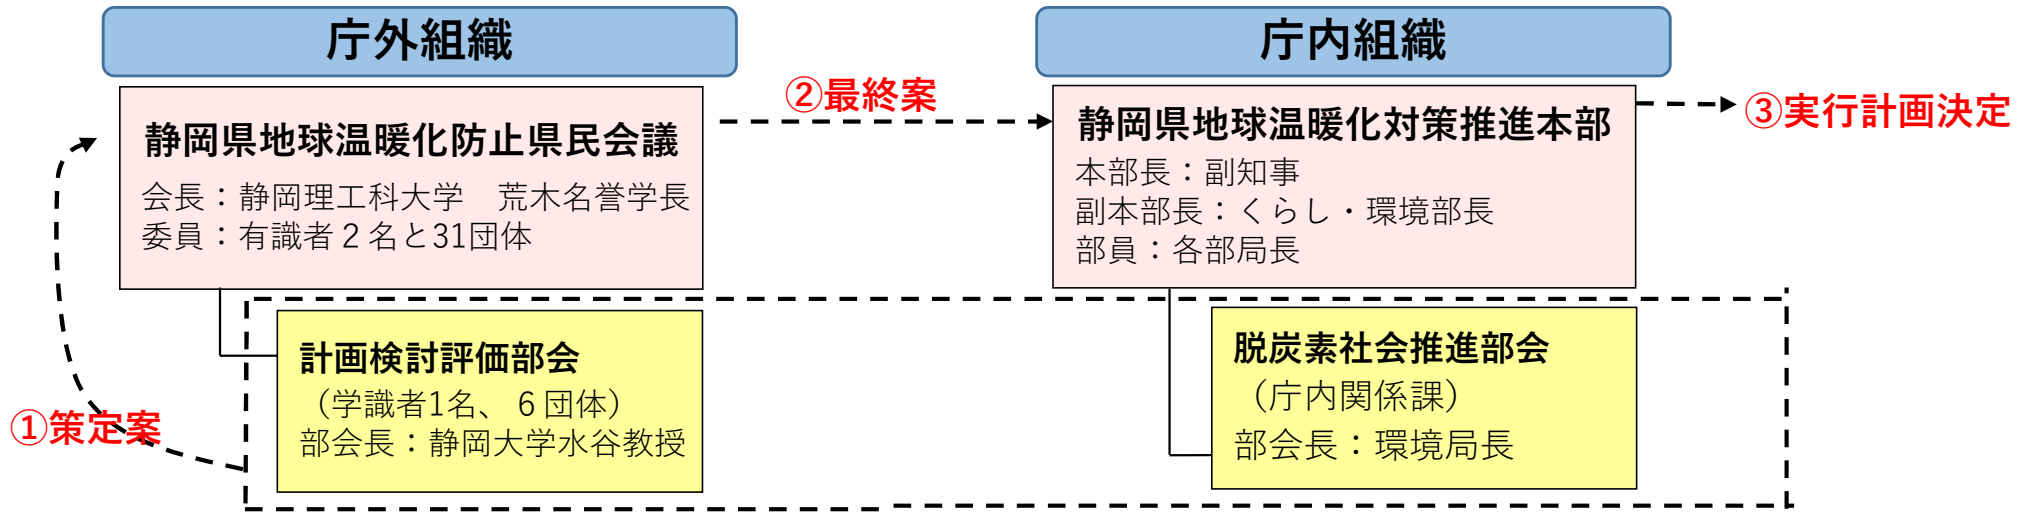 庁外組織
庁内組織
静岡県地球温暖化防止県民会議
会長：静岡理工科大学　荒木名誉学長
委員：有識者２名と31団体
②最終案
静岡県地球温暖化対策推進本部
本部長：副知事
副本部長：くらし・環境部長
部員：各部局長
③実行計画決定
①策定案
計画検討評価部会
（学識者1名、６団体）
部会長：静岡大学水谷教授
脱炭素社会推進部会
（庁内関係課）
部会長：環境局長